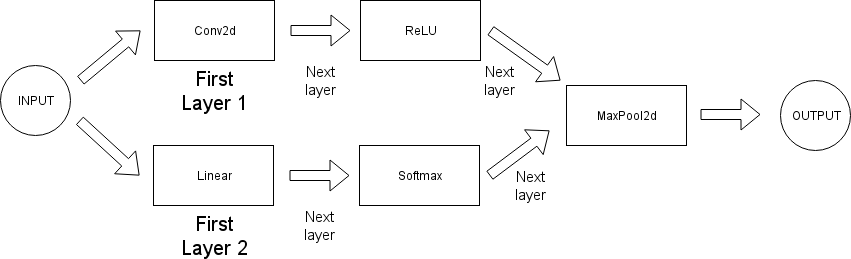 Conv2d
ReLU
First
Layer 1
Next
layer
Next
layer
INPUT
MaxPool2d
OUTPUT
Linear
Softmax
First
Layer 2
Next
layer
Next
layer